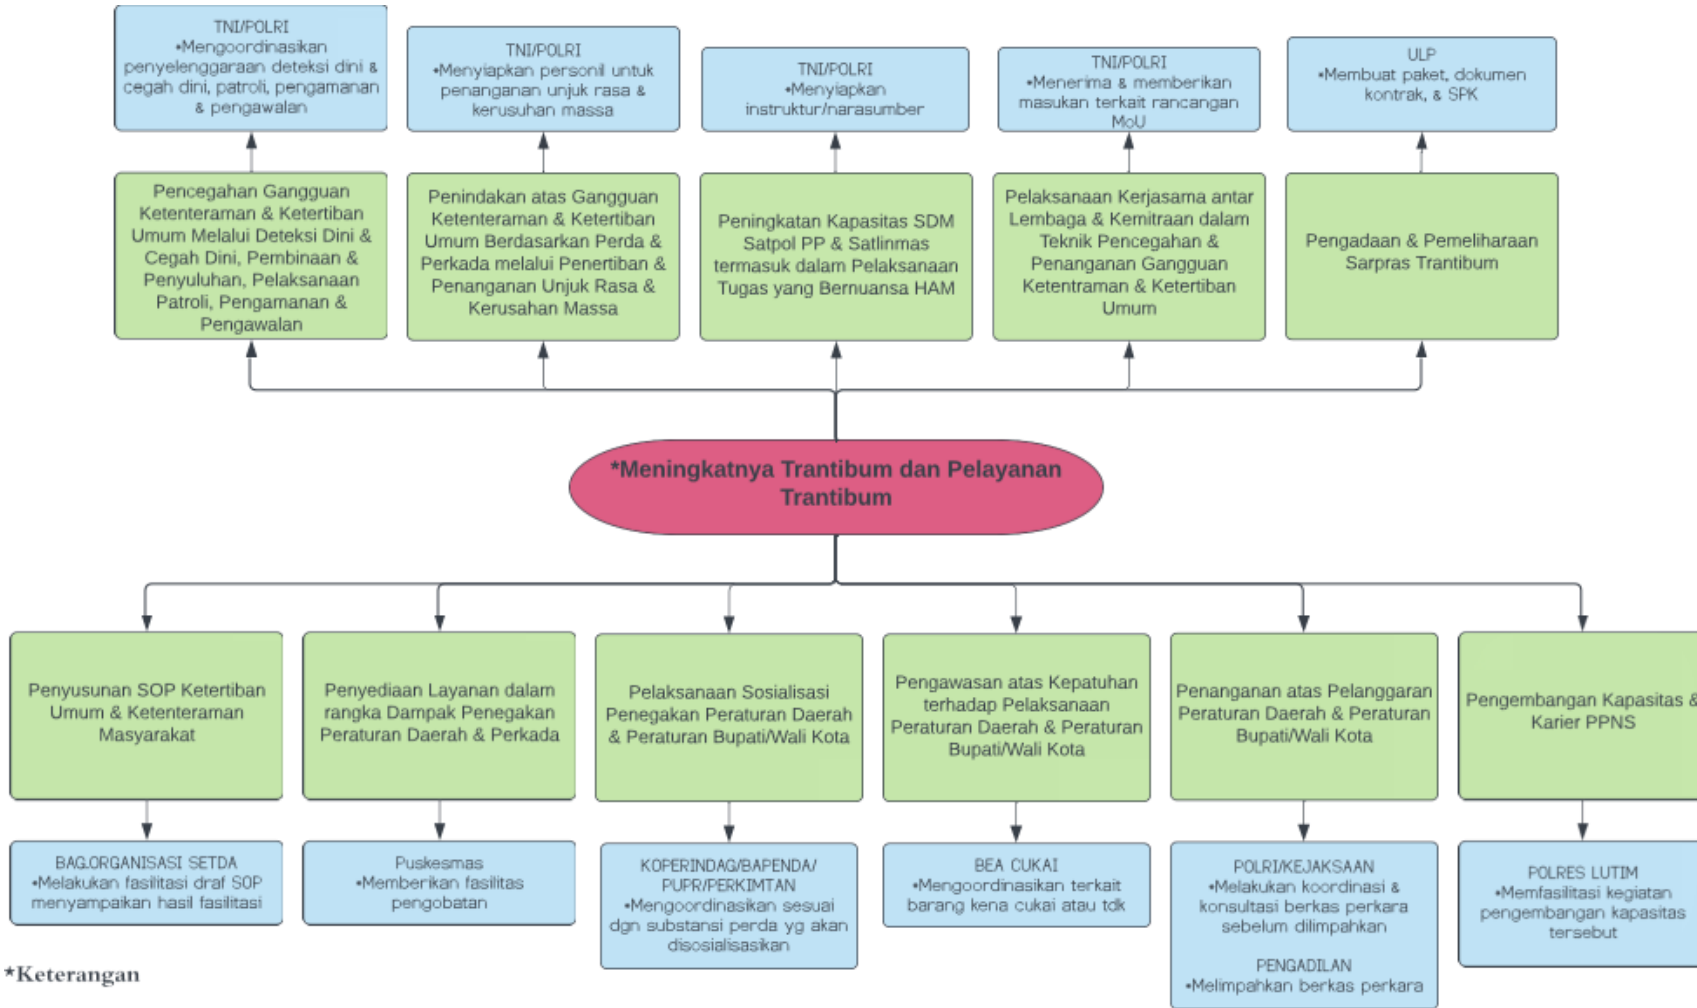 TNI/POLRI
•Mengoordinasikan
penyelenggaraan deteksi dini &
cegah dini, patroli, pengamanan
& pengawalan
TNI/POLRI
•Menyiapkan personil untuk
penanganan unjuk rasa &
kerusuhan massa
TNI/POLRI
•Menyiapkan
instruktur/narasumber
TNI/POLRI
•Menerima & memberikan
masukan terkait rancangan
MoU
ULP
•Membuat paket, dokumen
kontrak, & SPK
Pencegahan Gangguan
Ketenteraman & Ketertiban
Umum Melalui Deteksi Dini &
Cegah Dini, Pembinaan &
Penyuluhan, Pelaksanaan
Patroli, Pengamanan &
Pengawalan
Penindakan atas Gangguan
Ketenteraman & Ketertiban
Umum Berdasarkan Perda &
Perkada melalui Penertiban &
Penanganan Unjuk Rasa &
Kerusahan Massa
Peningkatan Kapasitas SDM
Satpol PP & Satlinmas
termasuk dalam Pelaksanaan
Tugas yang Bernuansa HAM
Pelaksanaan Kerjasama antar
Lembaga & Kemitraan dalam
Teknik Pencegahan &
Penanganan Gangguan
Ketentraman & Ketertiban
Umum
Pengadaan & Pemeliharaan
Sarpras Trantibum
*Meningkatnya Trantibum dan Pelayanan
Trantibum
Penyusunan SOP Ketertiban
Umum & Ketenteraman
Masyarakat
Penyediaan Layanan dalam
rangka Dampak Penegakan
Peraturan Daerah & Perkada
Pelaksanaan Sosialisasi
Penegakan Peraturan Daerah
& Peraturan Bupati/Wali Kota
Pengawasan atas Kepatuhan
terhadap Pelaksanaan
Peraturan Daerah & Peraturan
Bupati/Wali Kota
Penanganan atas Pelanggaran
Peraturan Daerah & Peraturan
Bupati/Wali Kota
Pengembangan Kapasitas &
Karier PPNS
BAG.ORGANISASI SETDA
•Melakukan fasilitasi draf SOP
menyampaikan hasil fasilitasi
Puskesmas
•Memberikan fasilitas
pengobatan
KOPERINDAG/BAPENDA/
PUPR/PERKIMTAN
•Mengoordinasikan sesuai
dgn substansi perda yg akan
disosialisasikan
BEA CUKAI
•Mengoordinasikan terkait
barang kena cukai atau tdk
POLRI/KEJAKSAAN
•Melakukan koordinasi &
konsultasi berkas perkara
sebelum dilimpahkan
PENGADILAN
•Melimpahkan berkas perkara
POLRES LUTIM
•Memfasilitasi kegiatan
pengembangan kapasitas
tersebut
*Keterangan